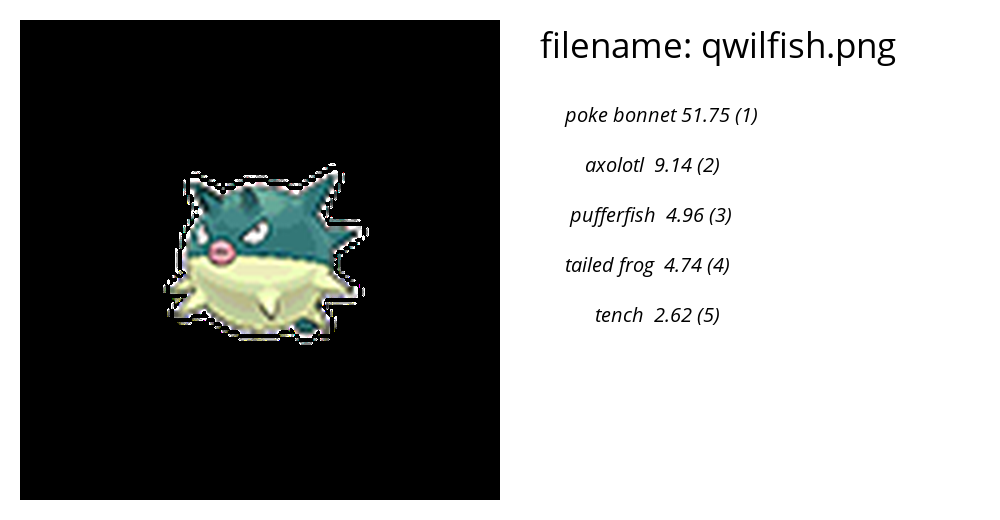 filename: qwilfish.png
poke bonnet 51.75 (1)
axolotl 9.14 (2)
pufferfish 4.96 (3)
tailed frog 4.74 (4)
tench 2.62 (5)